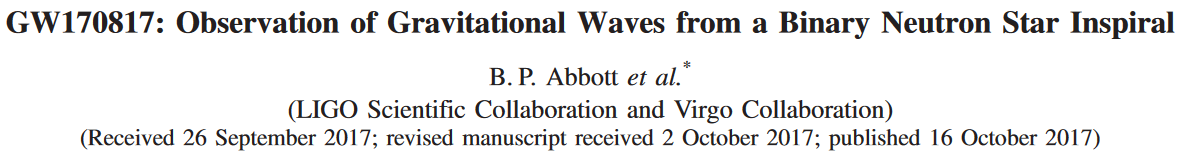 GW170817: Observation of Gravitational Waves from a Binary Neutron Star Inspiral
B. P. Abbott et al.*
(LIGO Scientific Collaboration and Virgo Collaboration)
(Received 26 September 2017; revised manuscript received 2 October 2017; published 16 October 2017)